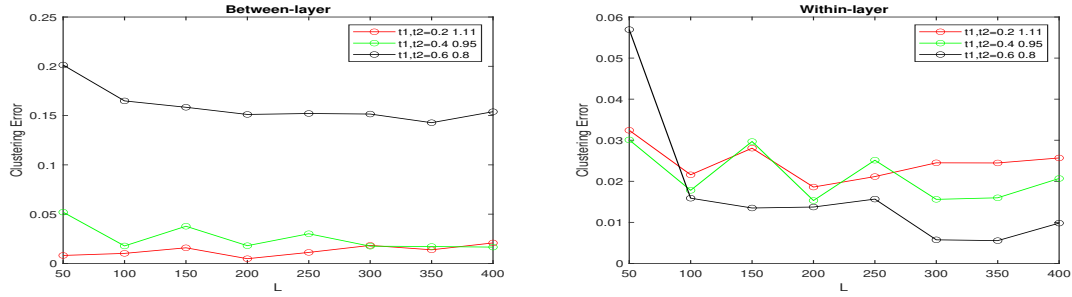 Between-layer
Clustering Error
0.25
0.2
0.15
0.1
0.05
0
50 100 150 200 250 300 350 400
L
t1,t2=0.2 1.11
t1,t2=0.4 0.95
t1,t2=0.6 0.8
Within-layer
Clustering Error
0.06
0.05
0.04
0.03
0.02
0.01
0
50 100 150 200 250 300 350 400
L
t1,t2=0.2 1.11
t1,t2=0.4 0.95
t1,t2=0.6 0.8